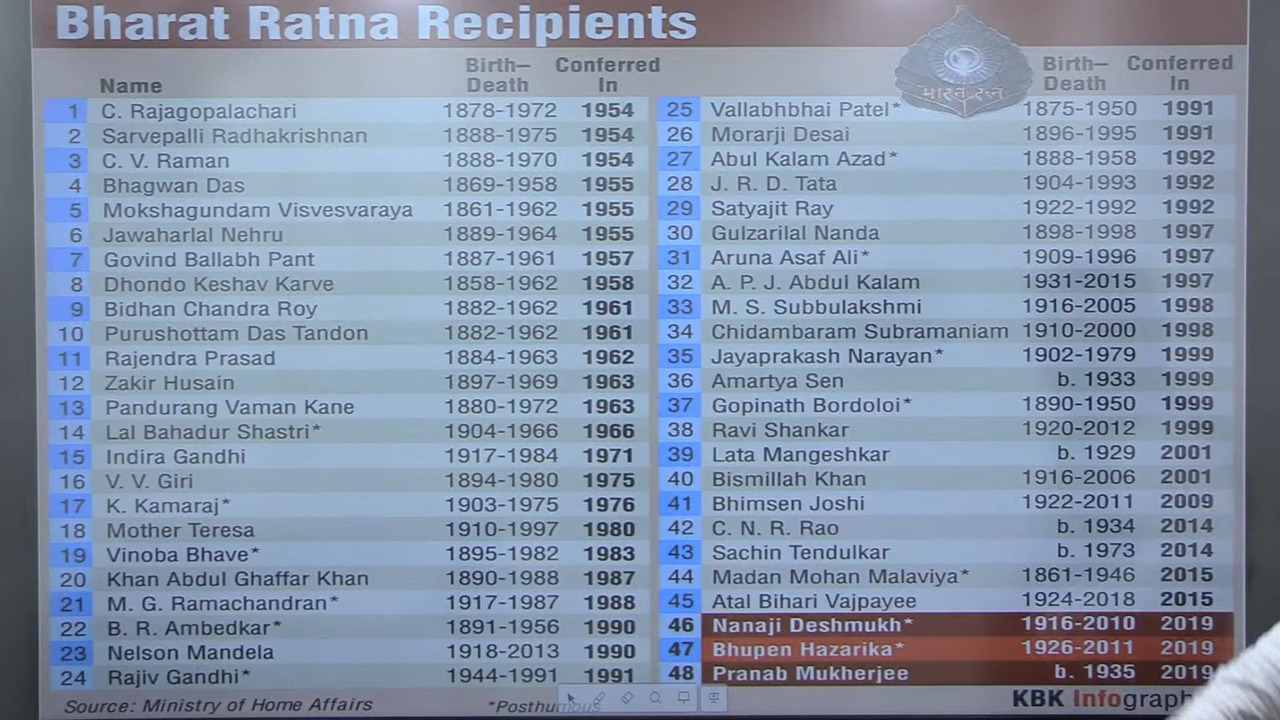 Bharat Ratna Recipients
भारत रत्न
Name Birth– Death Conferred In
1 C. Rajagopalachari 1878-1972 1954
2 Sarvepalli Radhakrishnan 1888-1975 1954
3 C. V. Raman 1888-1970 1954
4 Bhagwan Das 1869-1958 1955
5 Mokshagundam Visvesvaraya 1861-1962 1955
6 Jawaharlal Nehru 1889-1964 1955
7 Govind Ballabh Pant 1887-1961 1957
8 Dhondo Keshav Karve 1858-1962 1958
9 Bidhan Chandra Roy 1882-1962 1961
10 Purushottam Das Tandon 1882-1962 1961
11 Rajendra Prasad 1884-1963 1962
12 Zakir Husain 1897-1969 1963
13 Pandurang Vaman Kane 1880-1972 1963
14 Lal Bahadur Shastri* 1904-1966 1966
15 Indira Gandhi 1917-1984 1971
16 V. V. Giri 1894-1980 1975
17 K. Kamaraj* 1903-1975 1976
18 Mother Teresa 1910-1997 1980
19 Vinoba Bhave* 1895-1982 1983
20 Khan Abdul Ghaffar Khan 1890-1988 1987
21 M. G. Ramachandran* 1917-1987 1988
22 B. R. Ambedkar* 1891-1956 1990
23 Nelson Mandela 1918-2013 1990
24 Rajiv Gandhi* 1944-1991 1991
Birth– Death Conferred In
25 Vallabhbhai Patel* 1875-1950 1991
26 Morarji Desai 1896-1995 1991
27 Abul Kalam Azad* 1888-1958 1992
28 J. R. D. Tata 1904-1993 1992
29 Satyajit Ray 1922-1992 1992
30 Gulzarilal Nanda 1898-1998 1997
31 Aruna Asaf Ali* 1909-1996 1997
32 A. P. J. Abdul Kalam 1931-2015 1997
33 M. S. Subbulakshmi 1916-2005 1998
34 Chidambaram Subramaniam 1910-2000 1998
35 Jayaprakash Narayan* 1902-1979 1999
36 Amartya Sen b. 1933 1999
37 Gopinath Bordoloi* 1890-1950 1999
38 Ravi Shankar 1920-2012 1999
39 Lata Mangeshkar b. 1929 2001
40 Bismillah Khan 1916-2006 2001
41 Bhimsen Joshi 1922-2011 2009
42 C. N. R. Rao b. 1934 2014
43 Sachin Tendulkar b. 1973 2014
44 Madan Mohan Malaviya* 1861-1946 2015
45 Atal Bihari Vajpayee 1924-2018 2015
46 Nanaji Deshmukh* 1916-2010 2019
47 Bhupen Hazarika* 1926-2011 2019
48 Pranab Mukherjee b. 1935 2019
Source: Ministry of Home Affairs *Posthumous KBK Infograph